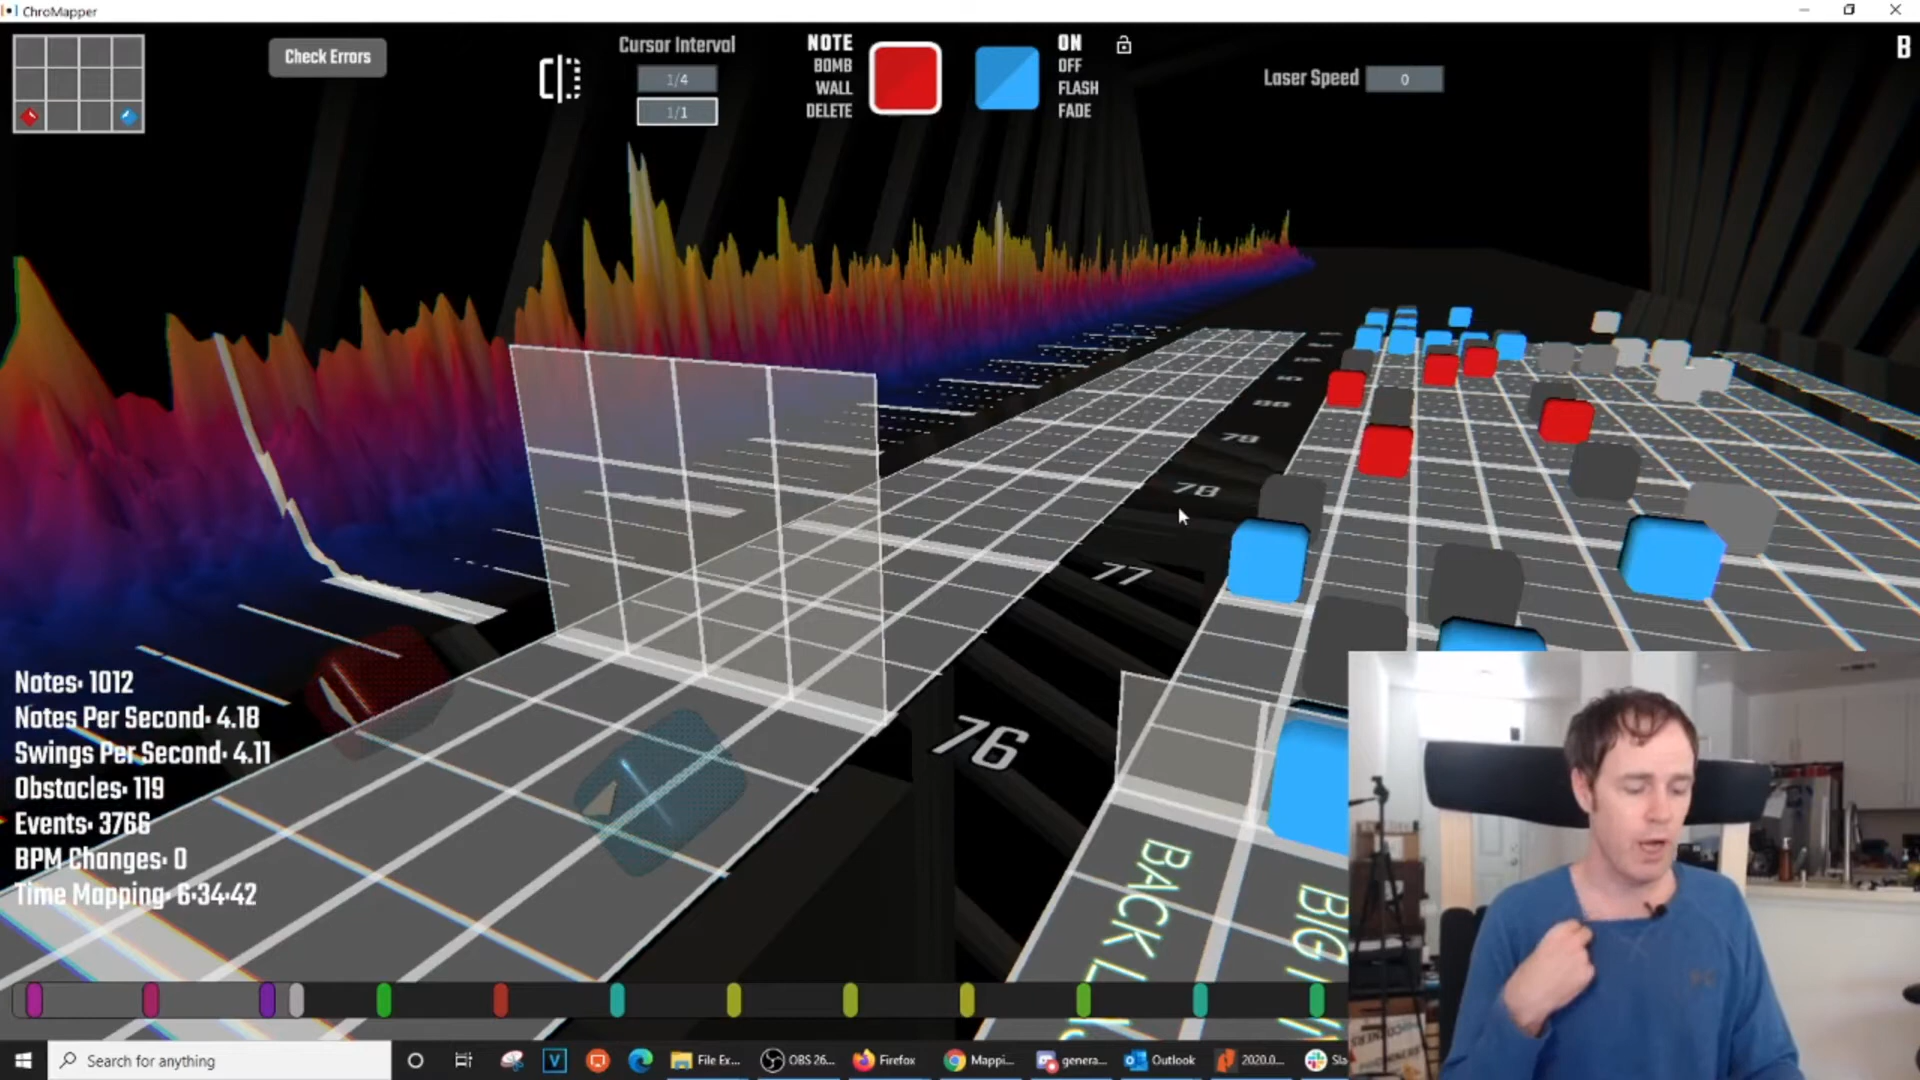 ChroMapper
Check Errors
Cursor Interval
1/4
1/1
NOTE
BOMB
WALL
DELETE
ON
OFF
FLASH
FADE
Laser Speed
0
B
80
79
78
77
76
BACK L
BIG
Notes: 1012
Notes Per Second: 4.18
Swings Per Second: 4.11
Obstacles: 119
Events: 3766
BPM Changes: 0
Time Mapping: 6:34:42
Search for anything
V
File Ex...
OBS 26...
Firefox
Mappi...
genera...
Outlook
2020.0...
Sla